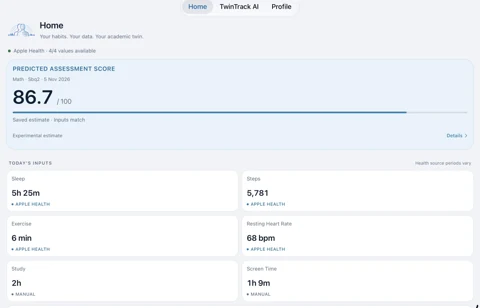 Home TwinTrack AI Profile
Home
Your habits. Your data. Your academic twin.
Apple Health · 4/4 values available
PREDICTED ASSESSMENT SCORE
Math · Sbq2 · 5 Nov 2026
86.7 / 100
Saved estimate · inputs match
Experimental estimate Details >
TODAY'S INPUTS Health source periods vary
Sleep
5h 25m
APPLE HEALTH
Steps
5,781
APPLE HEALTH
Exercise
6 min
APPLE HEALTH
Resting Heart Rate
68 bpm
APPLE HEALTH
Study
2h
MANUAL
Screen Time
1h 9m
MANUAL